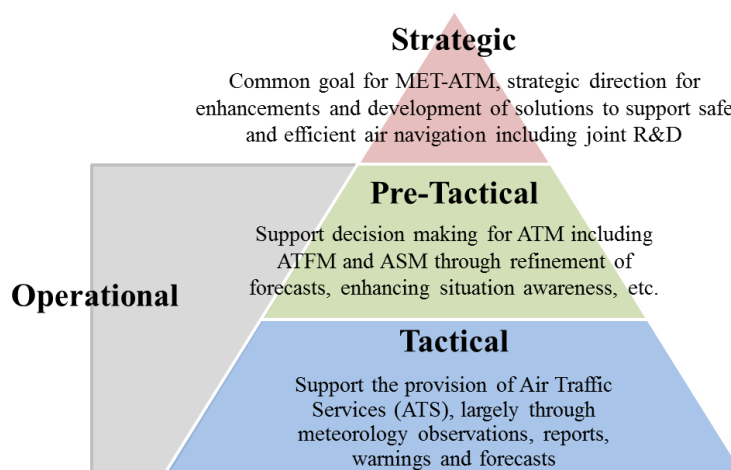 Strategic
Common goal for MET-ATM, strategic direction for
enhancements and development of solutions to support safe
and efficient air navigation including joint R&D
Pre-Tactical
Support decision making for ATM including
ATFM and ASM through refinement of
forecasts, enhancing situation awareness, etc.
Operational
Tactical
Support the provision of Air Traffic
Services (ATS), largely through
meteorology observations, reports,
warnings and forecasts